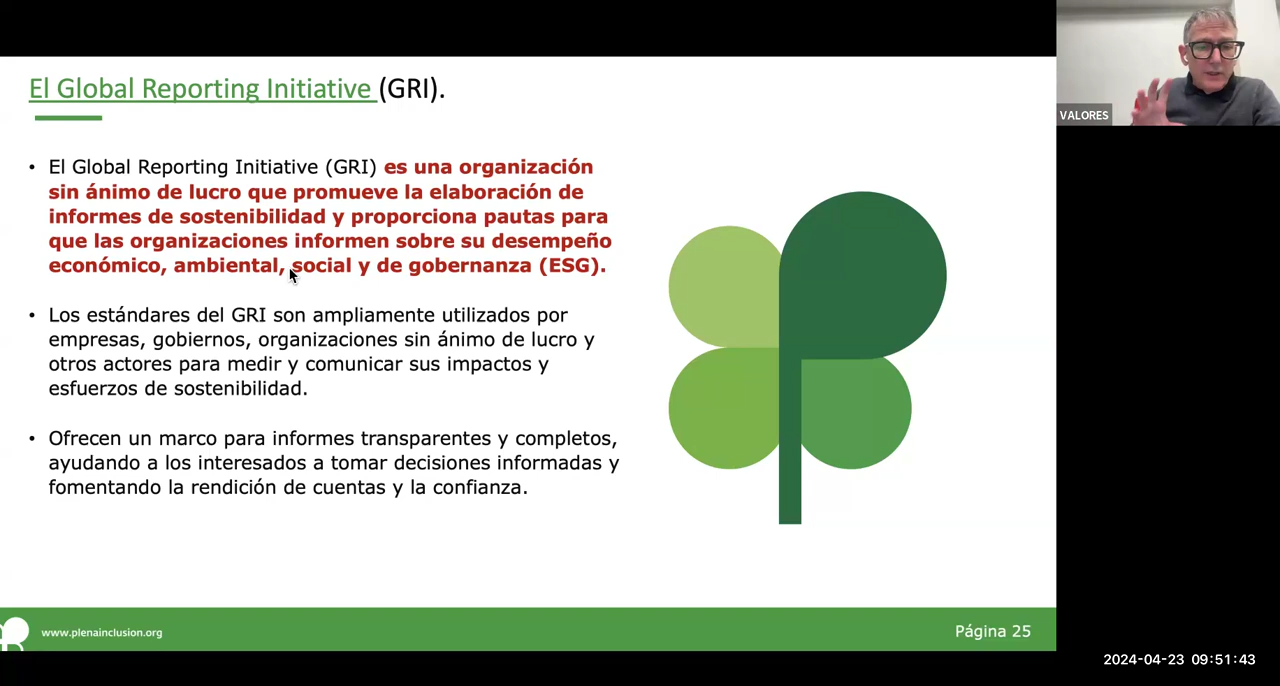 El Global Reporting Initiative (GRI).
• El Global Reporting Initiative (GRI) es una organización
sin ánimo de lucro que promueve la elaboración de
informes de sostenibilidad y proporciona pautas para
que las organizaciones informen sobre su desempeño
económico, ambiental, social y de gobernanza (ESG).
• Los estándares del GRI son ampliamente utilizados por
empresas, gobiernos, organizaciones sin ánimo de lucro y
otros actores para medir y comunicar sus impactos y
esfuerzos de sostenibilidad.
• Ofrecen un marco para informes transparentes y completos,
ayudando a los interesados a tomar decisiones informadas y
fomentando la rendición de cuentas y la confianza.
www.plenainclusion.org
Página 25
VALORES
2024-04-23 09:51:43